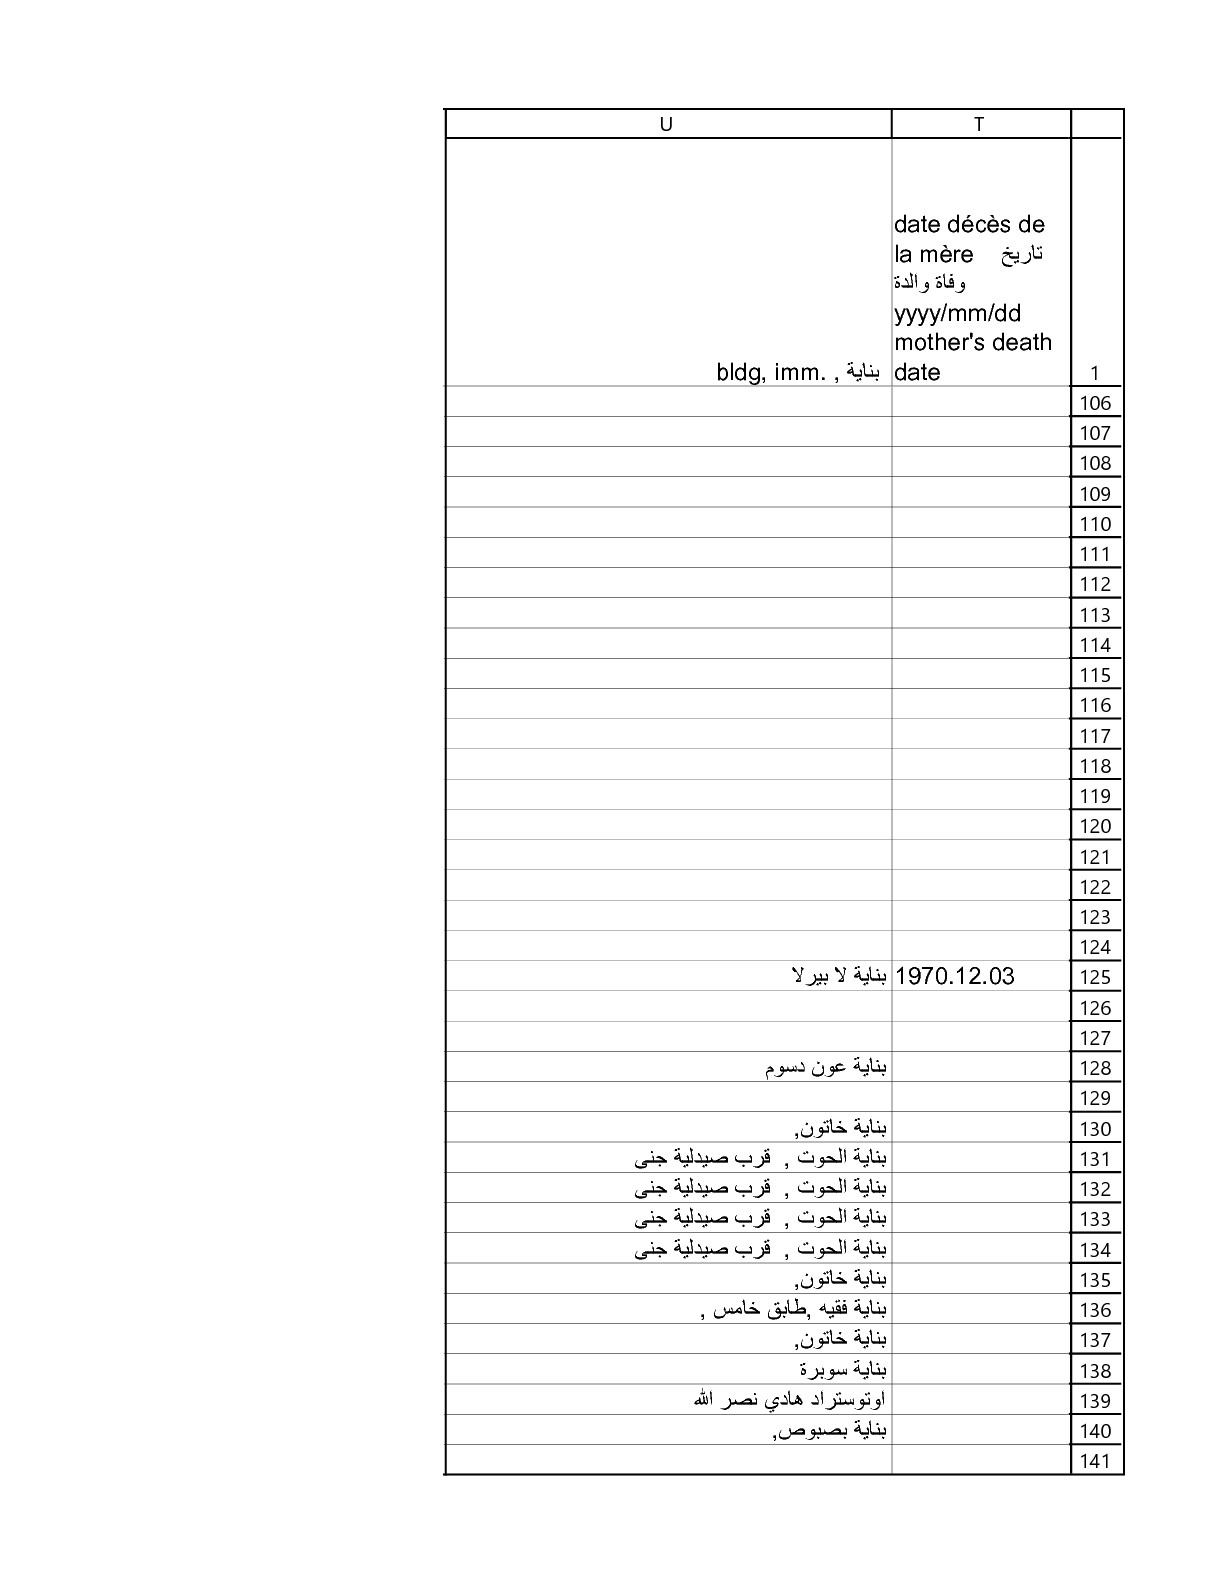 U T
date décès de
la mère تاريخ
وفاة والدة
yyyy/mm/dd
mother's death
date
bldg, imm. , بناية
1
106
107
108
109
110
111
112
113
114
115
116
117
118
119
120
121
122
123
124
125 1970.12.03 بناية لا بيرلا
126
127
128 بناية عون دسوم
129
130 بناية خاتون,
131 بناية الحوت , قرب صيدلية جنى
132 بناية الحوت , قرب صيدلية جنى
133 بناية الحوت , قرب صيدلية جنى
134 بناية الحوت , قرب صيدلية جنى
135 بناية خاتون,
136 بناية فقيه ,طابق خامس ,
137 بناية خاتون,
138 بناية سوبرة
139 اوتوستراد هادي نصر الله
140 بناية بصبوص,
141